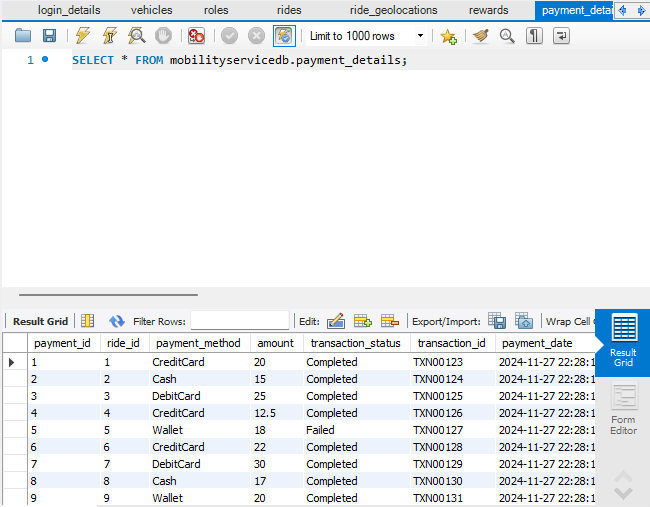 login_details vehicles roles rides ride_geolocations rewards payment_detai
Limit to 1000 rows
1 SELECT * FROM mobilityservicedb.payment_details;
Result Grid Filter Rows: Edit: Export/Import: Wrap Cell C
payment_id ride_id payment_method amount transaction_status transaction_id payment_date
1 1 CreditCard 20 Completed TXN00123 2024-11-27 22:28:1
2 2 Cash 15 Completed TXN00124 2024-11-27 22:28:1
3 3 DebitCard 25 Completed TXN00125 2024-11-27 22:28:1
4 4 CreditCard 12.5 Completed TXN00126 2024-11-27 22:28:1
5 5 Wallet 18 Failed TXN00127 2024-11-27 22:28:1
6 6 CreditCard 22 Completed TXN00128 2024-11-27 22:28:1
7 7 DebitCard 30 Completed TXN00129 2024-11-27 22:28:1
8 8 Cash 17 Completed TXN00130 2024-11-27 22:28:1
9 9 Wallet 20 Completed TXN00131 2024-11-27 22:28:1
Result
Grid
Form
Editor